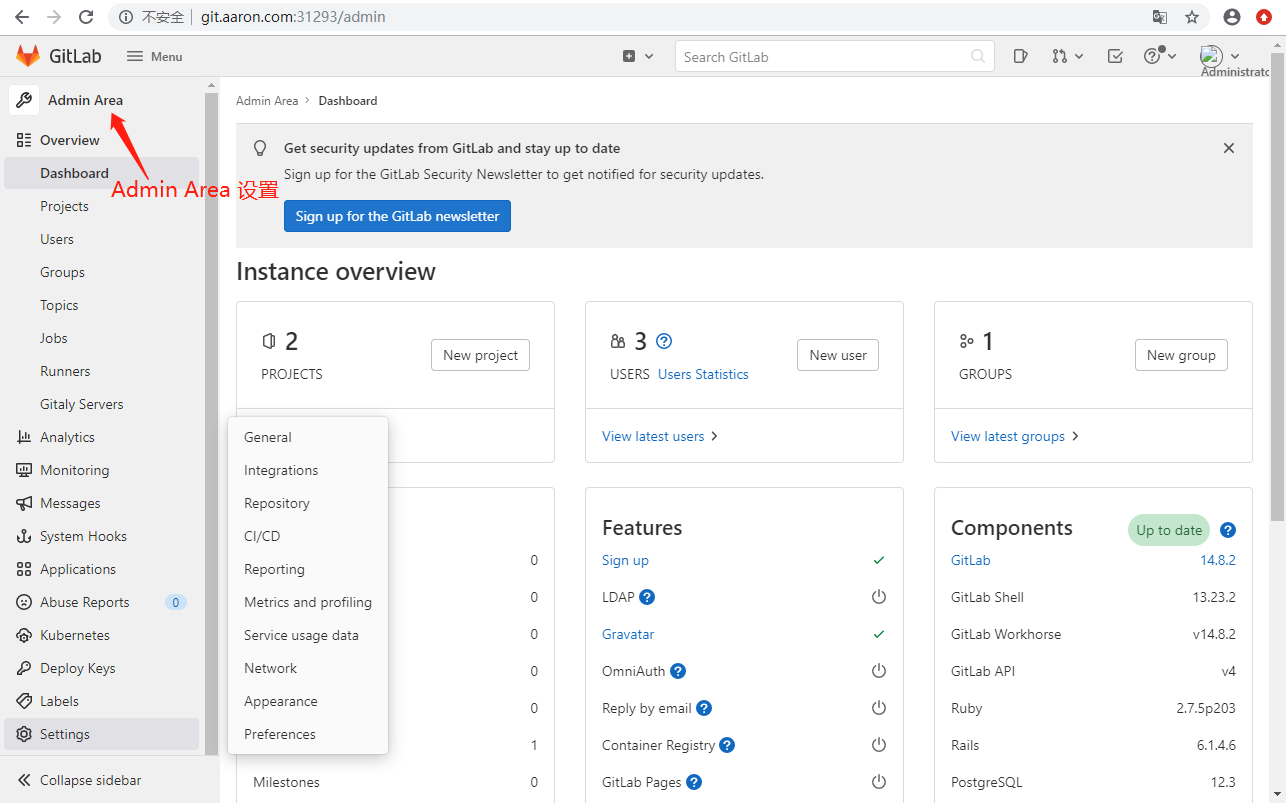 不安全 git.aaron.com:31293/admin
GitLab Menu Search GitLab
Administrato
Admin Area
Admin Area > Dashboard
Overview
Get security updates from GitLab and stay up to date
Dashboard
Sign up for the GitLab Security Newsletter to get notified for security updates.
Admin Area 设置
Projects
Sign up for the GitLab newsletter
Users
Groups
Instance overview
Topics
Jobs
2
New project
3
New user
1
New group
Runners
PROJECTS
USERS Users Statistics
GROUPS
Gitaly Servers
Analytics
General
View latest users
View latest groups
Monitoring
Integrations
Messages
Repository
System Hooks
CI/CD
Features
Components
Up to date
Applications
Reporting
0
Sign up
GitLab 14.8.2
Abuse Reports 0
Metrics and profiling
0
LDAP
GitLab Shell 13.23.2
Kubernetes
Service usage data
0
Gravatar
GitLab Workhorse v14.8.2
Deploy Keys
Network
0
OmniAuth
GitLab API v4
Labels
Appearance
0
Reply by email
Ruby 2.7.5p203
Settings
Preferences
1
Container Registry
Rails 6.1.4.6
Collapse sidebar
Milestones 0
GitLab Pages
PostgreSQL 12.3